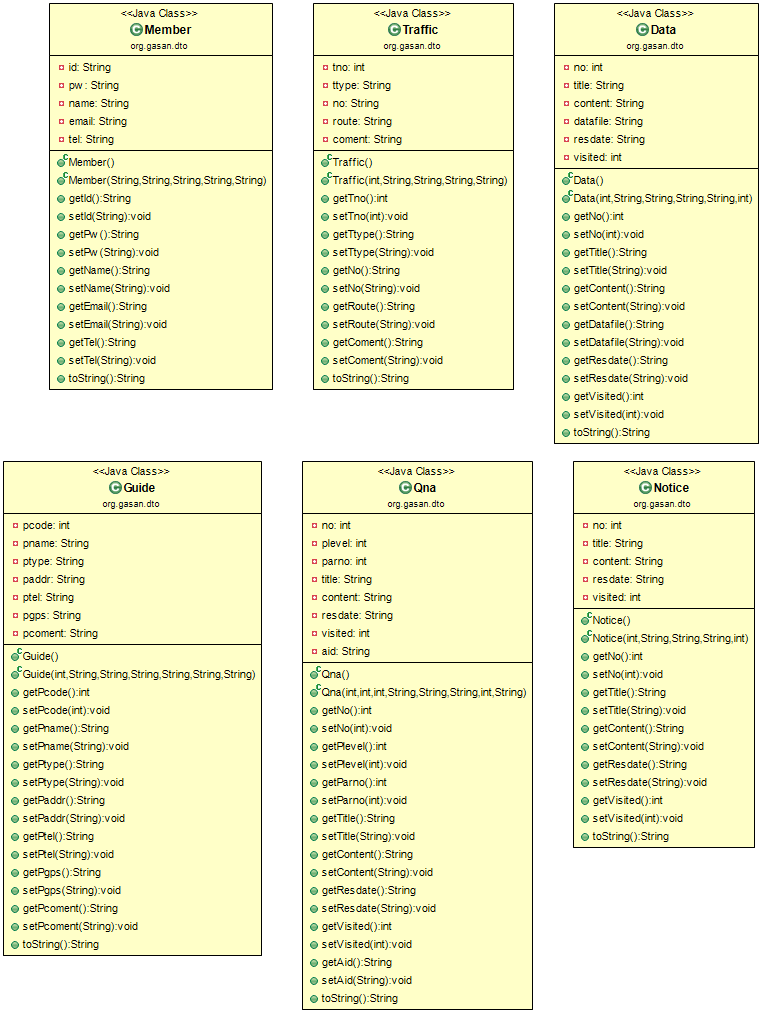 <<Java Class>>
Member
org.gasan.dto
id: String
pw: String
name: String
email: String
tel: String
Member()
Member(String,String,String,String,String)
getId():String
setId(String):void
getPw():String
setPw(String):void
getName():String
setName(String):void
getEmail():String
setEmail(String):void
getTel():String
setTel(String):void
toString():String
<<Java Class>>
Traffic
org.gasan.dto
tno: int
ttype: String
no: String
route: String
coment: String
Traffic()
Traffic(int,String,String,String,String)
getTno():int
setTno(int):void
getTtype():String
setTtype(String):void
getNo():String
setNo(String):void
getRoute():String
setRoute(String):void
getComent():String
setComent(String):void
toString():String
<<Java Class>>
Data
org.gasan.dto
no: int
title: String
content: String
datafile: String
resdate: String
visited: int
Data()
Data(int,String,String,String,String,int)
getNo():int
setNo(int):void
getTitle():String
setTitle(String):void
getContent():String
setContent(String):void
getDatafile():String
setDatafile(String):void
getResdate():String
setResdate(String):void
getVisited():int
setVisited(int):void
toString():String
<<Java Class>>
Guide
org.gasan.dto
pcode: int
pname: String
ptype: String
paddr: String
ptel: String
pgps: String
pcoment: String
Guide()
Guide(int,String,String,String,String,String,String)
getPcode():int
setPcode(int):void
getPname():String
setPname(String):void
getPtype():String
setPtype(String):void
getPaddr():String
setPaddr(String):void
getPtel():String
setPtel(String):void
getPgps():String
setPgps(String):void
getPcoment():String
setPcoment(String):void
toString():String
<<Java Class>>
Qna
org.gasan.dto
no: int
plevel: int
parno: int
title: String
content: String
resdate: String
visited: int
aid: String
Qna()
Qna(int,int,int,String,String,String,int,String)
getNo():int
setNo(int):void
getPlevel():int
setPlevel(int):void
getParno():int
setParno(int):void
getTitle():String
setTitle(String):void
getContent():String
setContent(String):void
getResdate():String
setResdate(String):void
getVisited():int
setVisited(int):void
getAid():String
setAid(String):void
toString():String
<<Java Class>>
Notice
org.gasan.dto
no: int
title: String
content: String
resdate: String
visited: int
Notice()
Notice(int,String,String,String,int)
getNo():int
setNo(int):void
getTitle():String
setTitle(String):void
getContent():String
setContent(String):void
getResdate():String
setResdate(String):void
getVisited():int
setVisited(int):void
toString():String